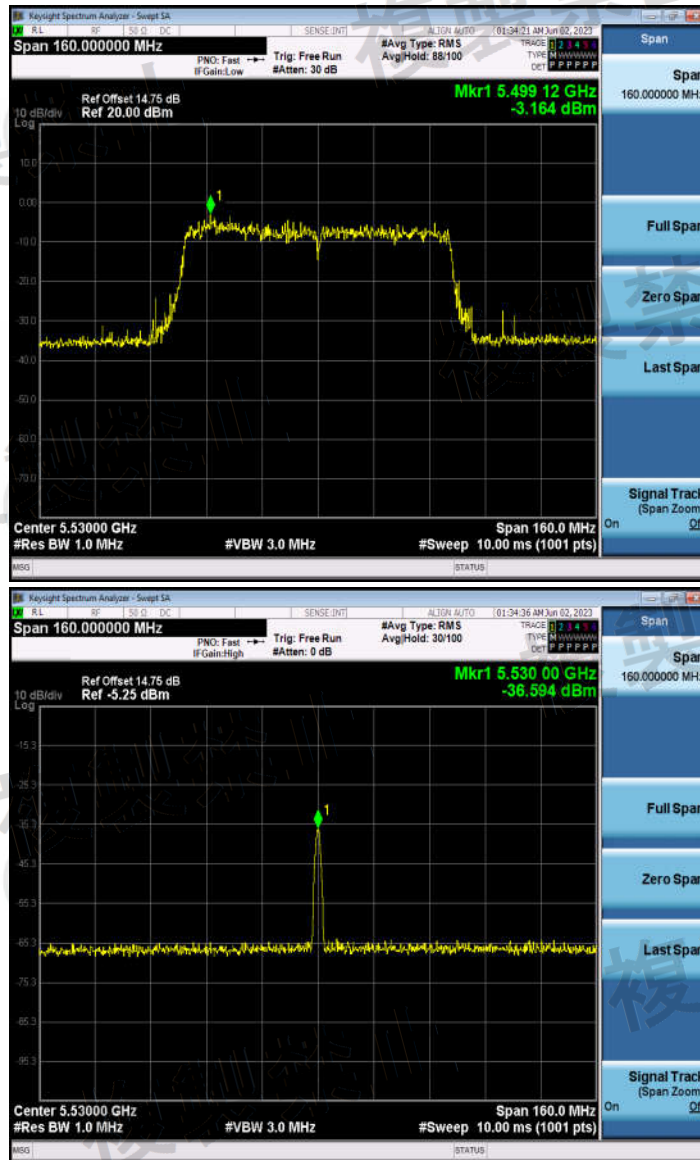 Keysight Spectrum Analyzer - Swept SA
RL RF 50 Ω DC SENSE:INT ALIGN AUTO 01:34:21 AM Jun 02, 2023
Span 160.000000 MHz
PNO: Fast Trig: Free Run #Avg Type: RMS TRACE 1 2 3 4 5 6
IFGain:Low #Atten: 30 dB Avg|Hold: 88/100 TYPE M WWWWW
DET P P P P P P
Ref Offset 14.75 dB Mkr1 5.499 12 GHz
10 dB/div Ref 20.00 dBm -3.164 dBm
Log
10.0
0.00
-10.0
-20.0
-30.0
-40.0
-50.0
-60.0
-70.0
1
Center 5.53000 GHz Span 160.0 MHz
#Res BW 1.0 MHz #VBW 3.0 MHz #Sweep 10.00 ms (1001 pts)
MSG STATUS
Span
Span
160.000000 MHz
Full Span
Zero Span
Last Span
Signal Track
(Span Zoom)
On Off
Keysight Spectrum Analyzer - Swept SA
RL RF 50 Ω DC SENSE:INT ALIGN AUTO 01:34:36 AM Jun 02, 2023
Span 160.000000 MHz
PNO: Fast Trig: Free Run #Avg Type: RMS TRACE 1 2 3 4 5 6
IFGain:High #Atten: 0 dB Avg|Hold: 30/100 TYPE M WWWWW
DET P P P P P P
Ref Offset 14.75 dB Mkr1 5.530 00 GHz
10 dB/div Ref -5.25 dBm -36.594 dBm
Log
-15.3
-25.3
-35.3
-45.3
-55.3
-65.3
-75.3
-85.3
-95.3
1
Center 5.53000 GHz Span 160.0 MHz
#Res BW 1.0 MHz #VBW 3.0 MHz #Sweep 10.00 ms (1001 pts)
MSG STATUS
Span
Span
160.000000 MHz
Full Span
Zero Span
Last Span
Signal Track
(Span Zoom)
On Off